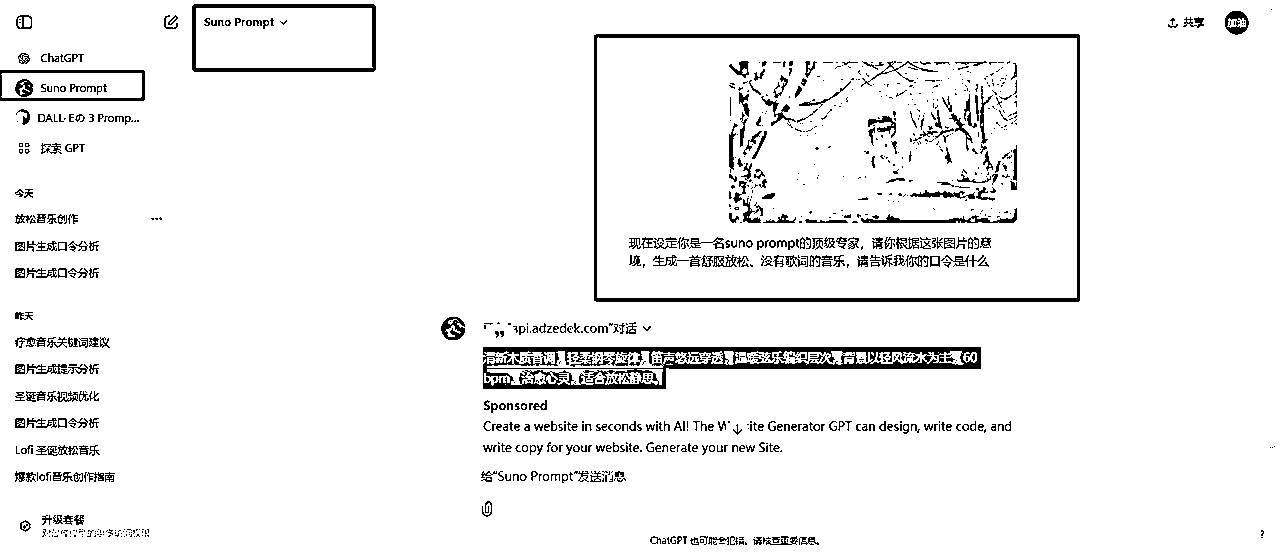 Suno Prompt
共享
加油
ChatGPT
Suno Prompt
DALL·E の 3 Promp...
探索 GPT
今天
放松音乐创作
图片生成口令分析
图片生成口令分析
昨天
疗愈音乐关键词建议
图片生成提示分析
圣诞音乐视频优化
图片生成口令分析
Lofi 圣诞放松音乐
爆款lofi音乐创作指南
升级套餐
现在设定你是一名suno prompt的顶级专家，请你根据这张图片的意
境，生成一首舒服放松、没有歌词的音乐，请告诉我你的口令是什么
api.adzedek.com"对话
清新木质音调，轻柔钢琴旋律，笛声悠远穿透，温暖弦乐编织层次，背景以轻风流水为主，60
bpm，治愈心灵，适合放松静思。
Sponsored
Create a website in seconds with AI! The W ite Generator GPT can design, write code, and
write copy for your website. Generate your new Site.
给"Suno Prompt"发送消息
ChatGPT 也可能会犯错。请核查重要信息。
?